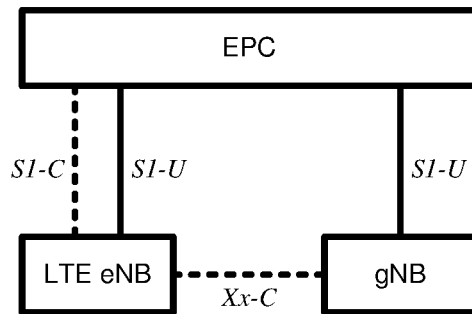 EPC
S1-C
S1-U
S1-U
LTE eNB
gNB
Xx-C